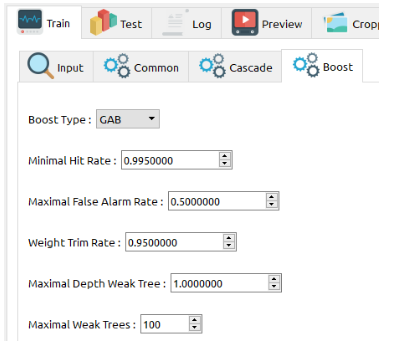 Train Test Log Preview
Input Common Cascade Boost
Boost Type : GAB
Minimal Hit Rate : 0.9950000
Maximal False Alarm Rate : 0.5000000
Weight Trim Rate : 0.9500000
Maximal Depth Weak Tree : 1.0000000
Maximal Weak Trees : 100